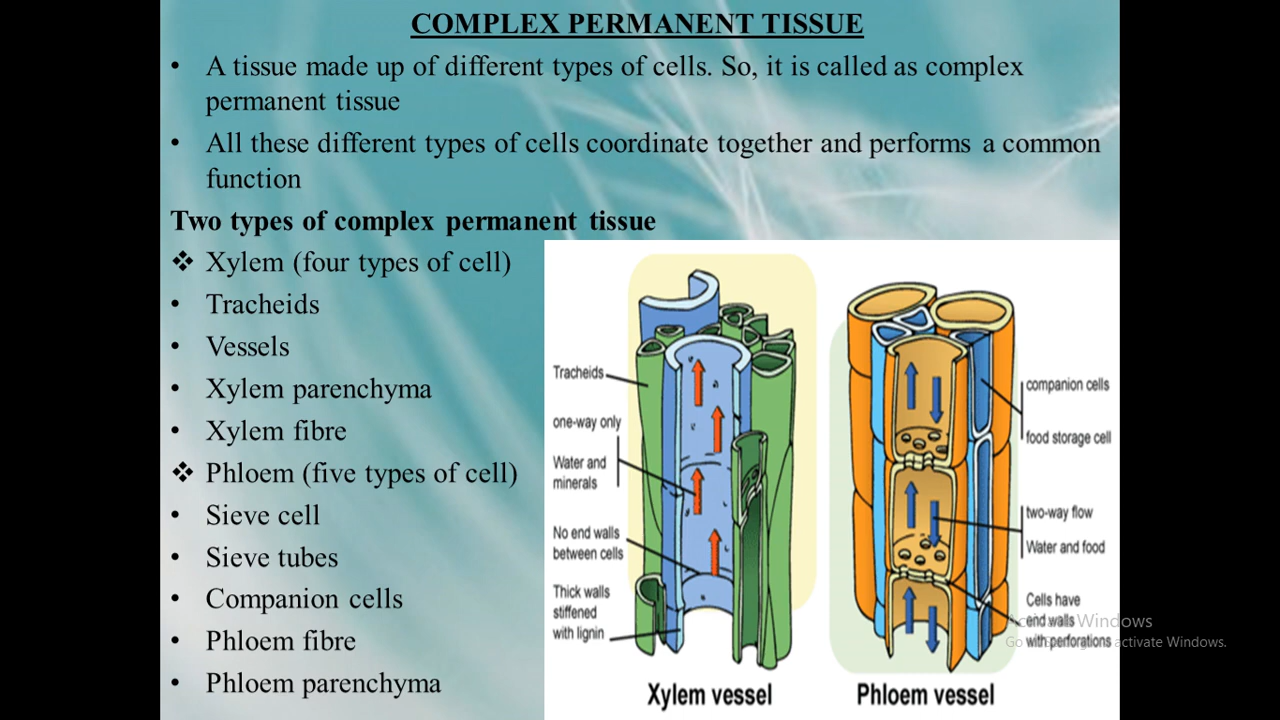 COMPLEX PERMANENT TISSUE
• A tissue made up of different types of cells. So, it is called as complex
permanent tissue
• All these different types of cells coordinate together and performs a common
function
Two types of complex permanent tissue
❖ Xylem (four types of cell)
• Tracheids
• Vessels
• Xylem parenchyma
• Xylem fibre
❖ Phloem (five types of cell)
• Sieve cell
• Sieve tubes
• Companion cells
• Phloem fibre
• Phloem parenchyma
Tracheids
one-way only
Water and
minerals
No end walls
between cells
Thick walls
stiffened
with lignin
Xylem vessel
companion cells
food storage cell
two-way flow
Water and food
Cells have
end walls
with perforations
Phloem vessel
Windows
activate Windows.